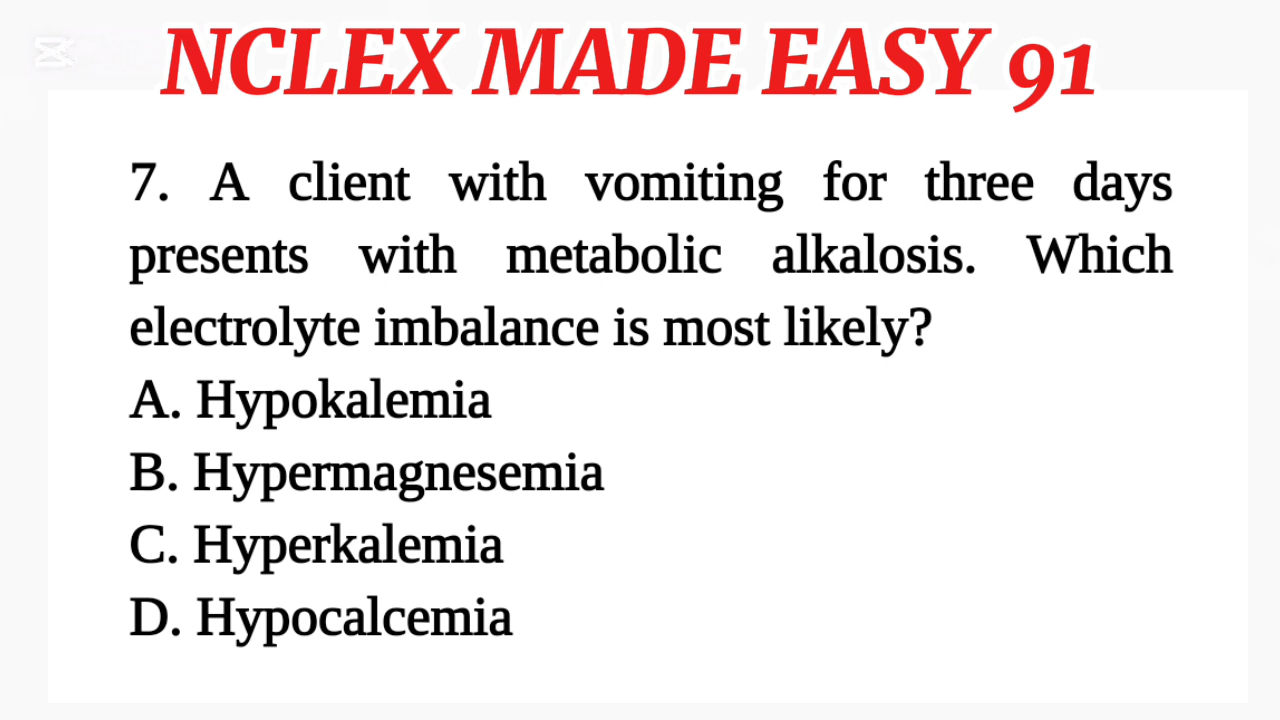 NCLEX MADE EASY 91
7. A client with vomiting for three days
presents with metabolic alkalosis. Which
electrolyte imbalance is most likely?
A. Hypokalemia
B. Hypermagnesemia
C. Hyperkalemia
D. Hypocalcemia